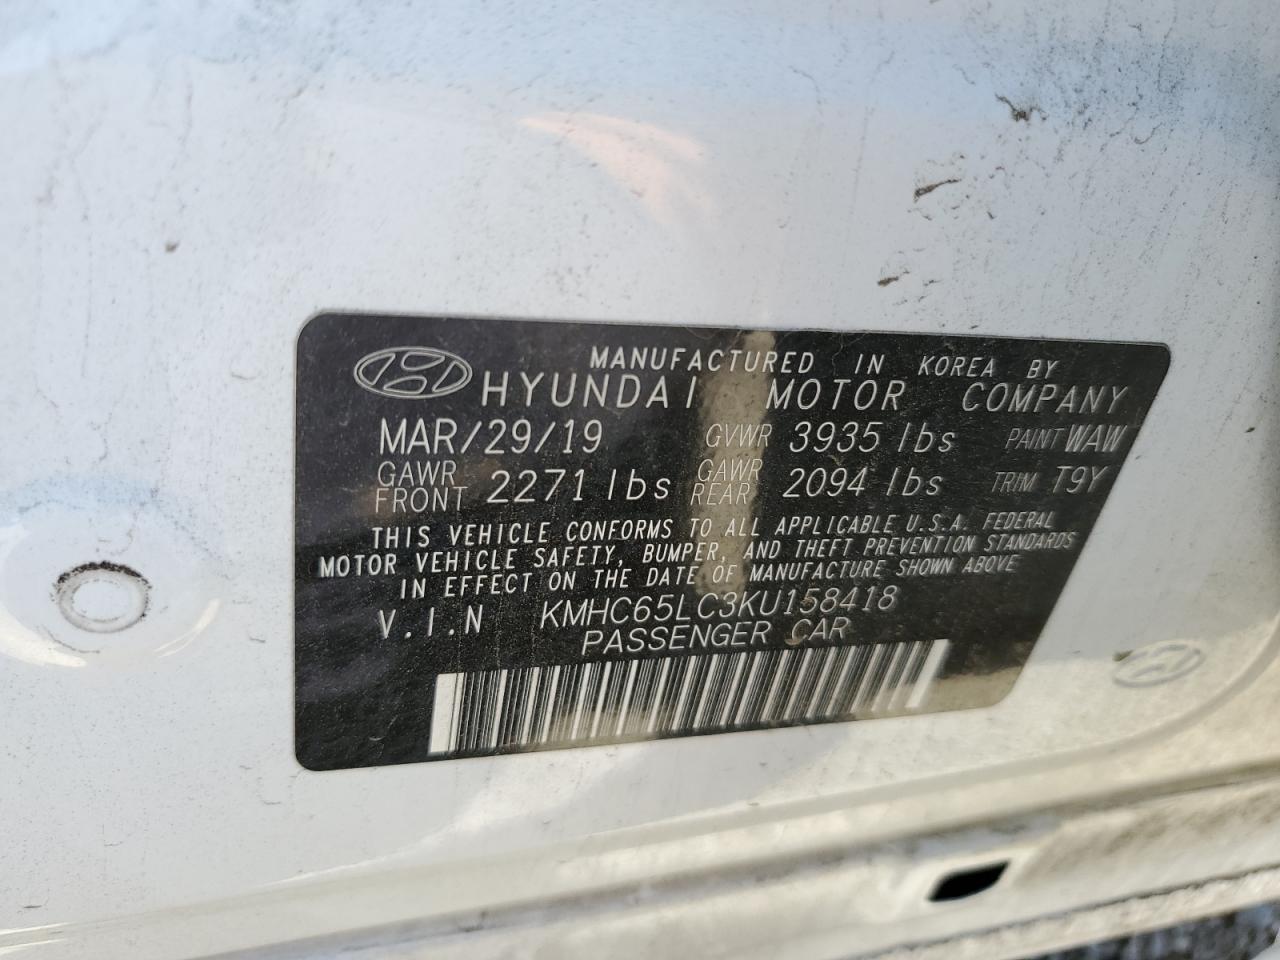 MANUFACTURED IN KOREA BY
HYUNDAI MOTOR COMPANY
MAR/29/19 GVWR 3935 lbs PAINT WAW
GAWR FRONT 2271 lbs GAWR REAR 2094 lbs TRIM T9Y
THIS VEHICLE CONFORMS TO ALL APPLICABLE U.S.A. FEDERAL
MOTOR VEHICLE SAFETY, BUMPER, AND THEFT PREVENTION STANDARDS
IN EFFECT ON THE DATE OF MANUFACTURE SHOWN ABOVE
V.I.N KMHC65LC3KU158418
PASSENGER CAR